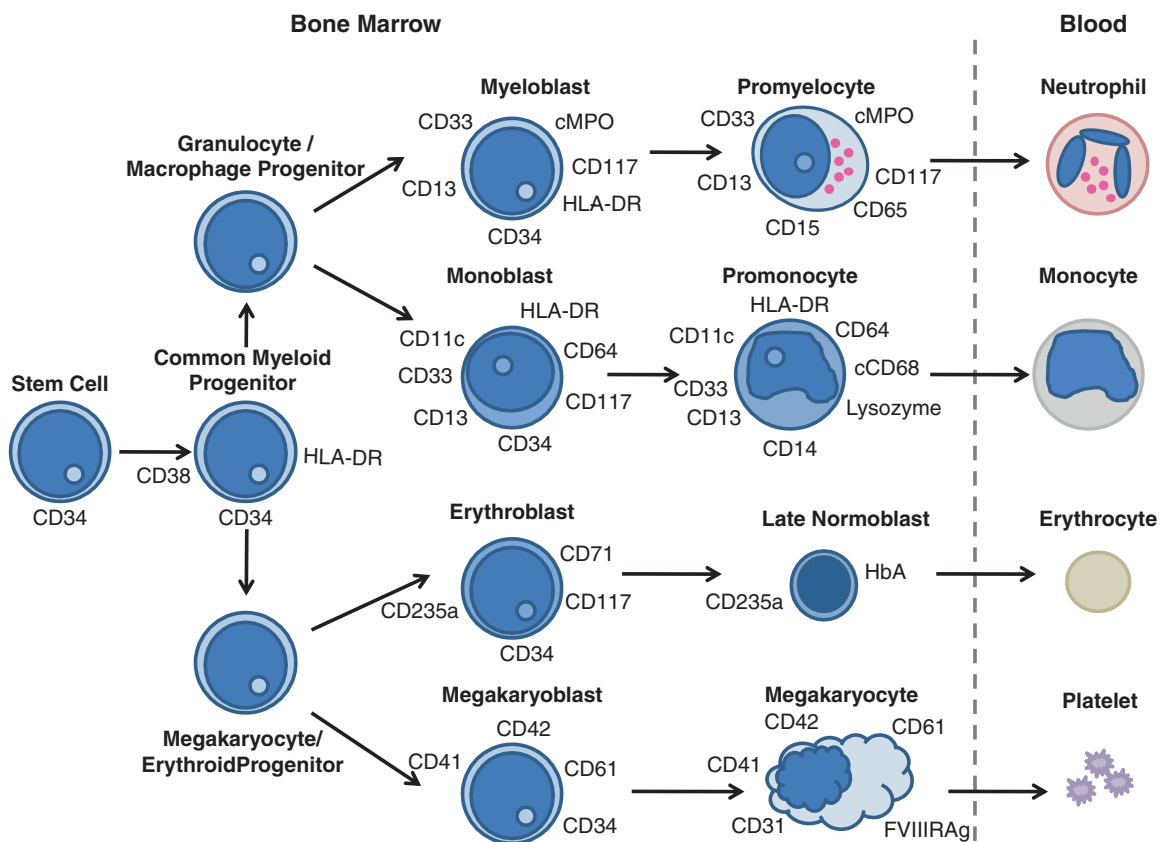 Bone Marrow
Blood
Myeloblast
CD33
cMPO
CD13
CD117
HLA-DR
CD34
Promyelocyte
CD33
cMPO
CD13
CD117
CD65
CD15
Neutrophil
Granulocyte /
Macrophage Progenitor
Monoblast
HLA-DR
CD11c
CD64
CD33
CD117
CD13
CD34
Promonocyte
HLA-DR
CD11c
CD64
cCD68
CD33
CD13
Lysozyme
CD14
Monocyte
Common Myeloid
Progenitor
Stem Cell
CD38
HLA-DR
CD34
CD34
Erythroblast
CD71
CD235a
CD117
CD34
Late Normoblast
HbA
CD235a
Erythrocyte
Megakaryocyte/
ErythroidProgenitor
Megakaryoblast
CD42
CD41
CD61
CD34
Megakaryocyte
CD42
CD61
CD41
CD31
FVIIIRAg
Platelet